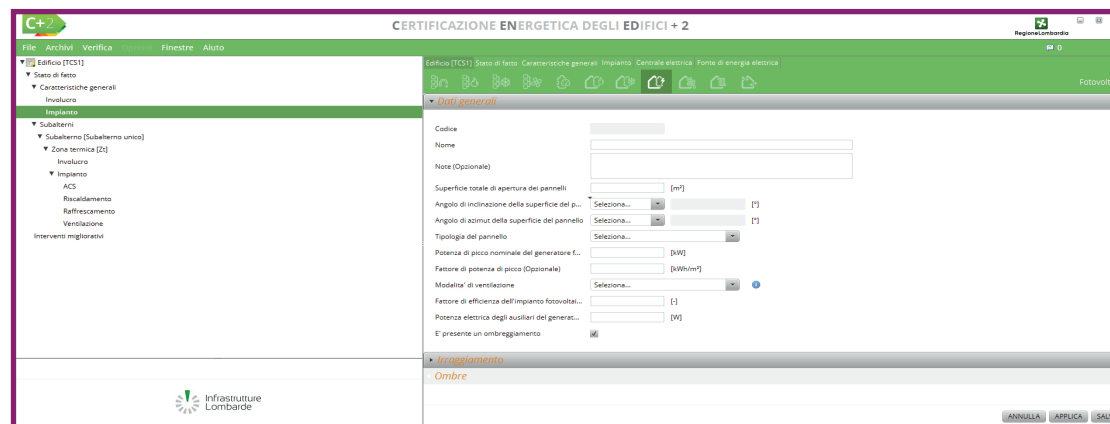 C+2
CERTIFICAZIONE ENERGETICA DEGLI EDIFICI + 2
RegioneLombardia
File Archivi Verifica Finestre Aiuto
0
Edificio [TCS1]
Stato di fatto
Caratteristiche generali
Involucro
Impianto
Subalterni
Subalterno [Subalterno unico]
Zona termica [Zt]
Involucro
Impianto
ACS
Riscaldamento
Raffrescamento
Ventilazione
Interventi migliorativi
Infrastrutture
Lombarde
Edificio [TCS1] Stato di fatto Caratteristiche generali Impianto Centrale elettrica Fonte di energia elettrica
Fotovolt
Dati generali
Codice
Nome
Note (Opzionale)
Superficie totale di apertura dei pannelli [m²]
Angolo di inclinazione della superficie del p... Seleziona... [°]
Angolo di azimut della superficie del pannello Seleziona... [°]
Tipologia del pannello Seleziona...
Potenza di picco nominale del generatore f... [kW]
Fattore di potenza di picco (Opzionale) [kWh/m²]
Modalita' di ventilazione Seleziona...
Fattore di efficienza dell'impianto fotovoltai... [-]
Potenza elettrica degli ausiliari del generat... [W]
E' presente un ombreggiamento
Irraggiamento
Ombre
ANNULLA APPLICA SAL